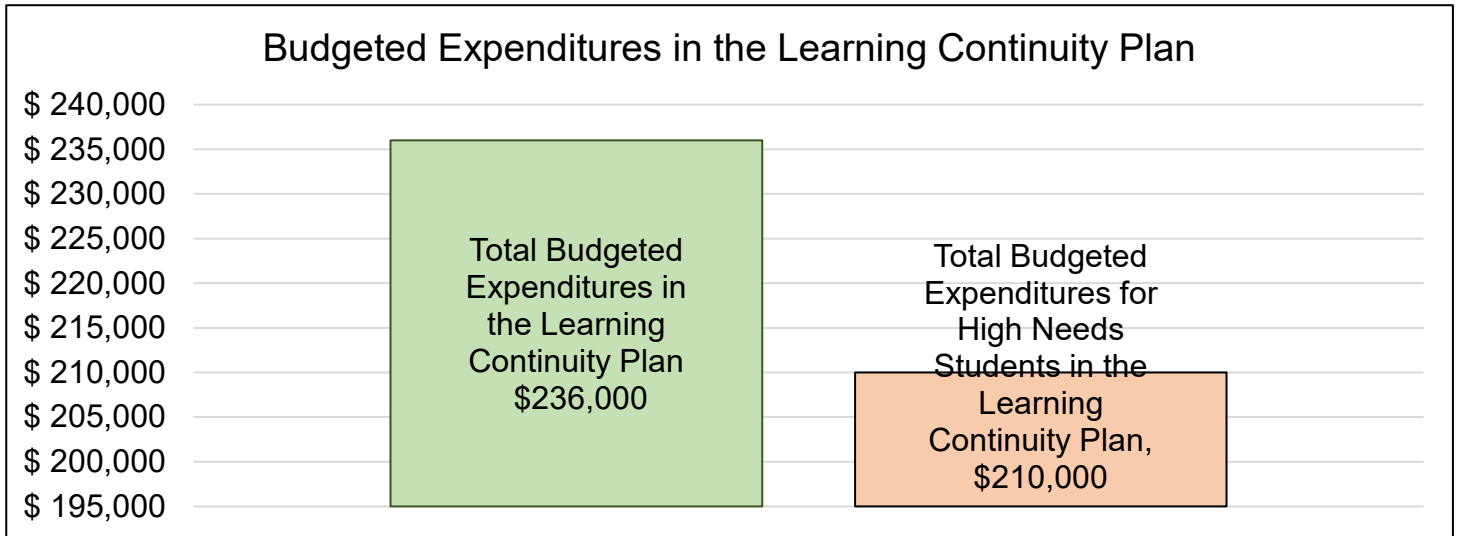 Budgeted Expenditures in the Learning Continuity Plan
$ 240,000
$ 235,000
$ 230,000
$ 225,000
$ 220,000
$ 215,000
$ 210,000
$ 205,000
$ 200,000
$ 195,000
Total Budgeted
Expenditures in
the Learning
Continuity Plan
$236,000
Total Budgeted
Expenditures for
High Needs
Students in the
Learning
Continuity Plan,
$210,000